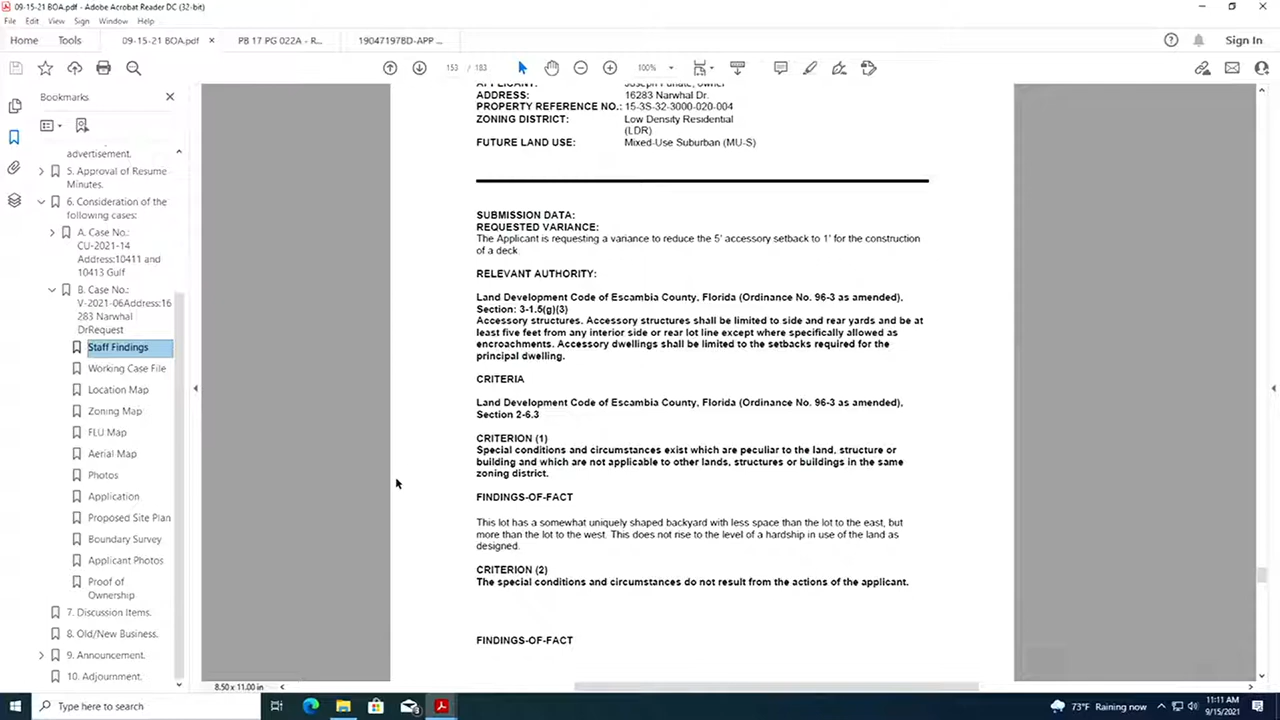 09-15-21 BOA.pdf - Adobe Acrobat Reader DC (32-bit)
File Edit View Sign Window Help
Home Tools 09-15-21 BOA.pdf × PB 17 PG 022A - R... 19047197BD-APP ... Sign In
153 / 183 100%
Bookmarks
advertisement.
5. Approval of Resume
Minutes.
6. Consideration of the
following cases:
A. Case No.:
CU-2021-14
Address:10411 and
10413 Gulf
B. Case No.:
V-2021-06Address:16
283 Narwhal
DrRequest
Staff Findings
Working Case File
Location Map
Zoning Map
FLU Map
Aerial Map
Photos
Application
Proposed Site Plan
Boundary Survey
Applicant Photos
Proof of
Ownership
7. Discussion Items.
8. Old/New Business.
9. Announcement.
10. Adjournment.
ADDRESS: 16283 Narwhal Dr.
PROPERTY REFERENCE NO.: 15-3S-32-3000-020-004
ZONING DISTRICT: Low Density Residential
(LDR)
FUTURE LAND USE: Mixed-Use Suburban (MU-S)
SUBMISSION DATA:
REQUESTED VARIANCE:
The Applicant is requesting a variance to reduce the 5' accessory setback to 1' for the construction
of a deck
RELEVANT AUTHORITY:
Land Development Code of Escambia County, Florida (Ordinance No. 96-3 as amended),
Section: 3-1.5(g)(3)
Accessory structures. Accessory structures shall be limited to side and rear yards and be at
least five feet from any interior side or rear lot line except where specifically allowed as
encroachments. Accessory dwellings shall be limited to the setbacks required for the
principal dwelling.
CRITERIA
Land Development Code of Escambia County, Florida (Ordinance No. 96-3 as amended),
Section 2-6.3
CRITERION (1)
Special conditions and circumstances exist which are peculiar to the land, structure or
building and which are not applicable to other lands, structures or buildings in the same
zoning district.
FINDINGS-OF-FACT
This lot has a somewhat uniquely shaped backyard with less space than the lot to the east, but
more than the lot to the west. This does not rise to the level of a hardship in use of the land as
designed.
CRITERION (2)
The special conditions and circumstances do not result from the actions of the applicant.
FINDINGS-OF-FACT
8.50 x 11.00 in
Type here to search
73°F Raining now
11:11 AM
9/15/2021